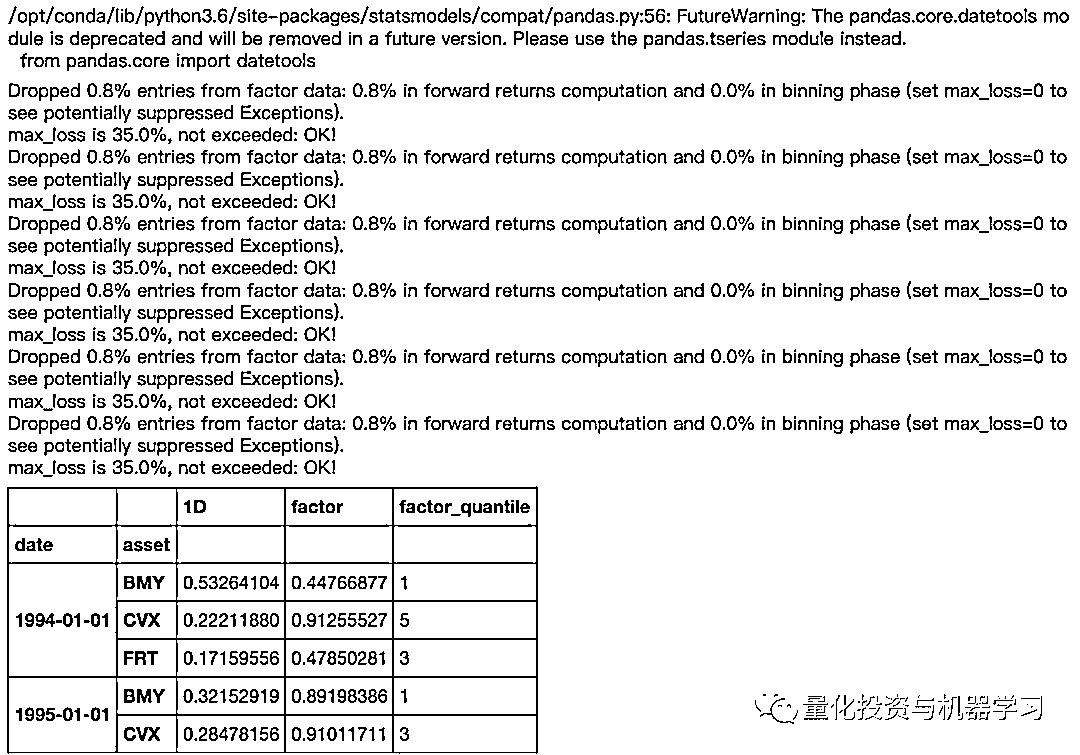 /opt/conda/lib/python3.6/site-packages/statsmodels/compat/pandas.py:56: FutureWarning: The pandas.core.datetools mo
dule is deprecated and will be removed in a future version. Please use the pandas.tseries module instead.
from pandas.core import datetools
Dropped 0.8% entries from factor data: 0.8% in forward returns computation and 0.0% in binning phase (set max_loss=0 to
see potentially suppressed Exceptions).
max_loss is 35.0%, not exceeded: OK!
Dropped 0.8% entries from factor data: 0.8% in forward returns computation and 0.0% in binning phase (set max_loss=0 to
see potentially suppressed Exceptions).
max_loss is 35.0%, not exceeded: OK!
Dropped 0.8% entries from factor data: 0.8% in forward returns computation and 0.0% in binning phase (set max_loss=0 to
see potentially suppressed Exceptions).
max_loss is 35.0%, not exceeded: OK!
Dropped 0.8% entries from factor data: 0.8% in forward returns computation and 0.0% in binning phase (set max_loss=0 to
see potentially suppressed Exceptions).
max_loss is 35.0%, not exceeded: OK!
Dropped 0.8% entries from factor data: 0.8% in forward returns computation and 0.0% in binning phase (set max_loss=0 to
see potentially suppressed Exceptions).
max_loss is 35.0%, not exceeded: OK!
Dropped 0.8% entries from factor data: 0.8% in forward returns computation and 0.0% in binning phase (set max_loss=0 to
see potentially suppressed Exceptions).
max_loss is 35.0%, not exceeded: OK!
1D factor factor_quantile
date asset
BMY 0.53264104 0.44766877 1
1994-01-01 CVX 0.22211880 0.91255527 5
FRT 0.17159556 0.47850281 3
BMY 0.32152919 0.89198386 1
1995-01-01
CVX 0.28478156 0.91011711 3
量化投资与机器学习